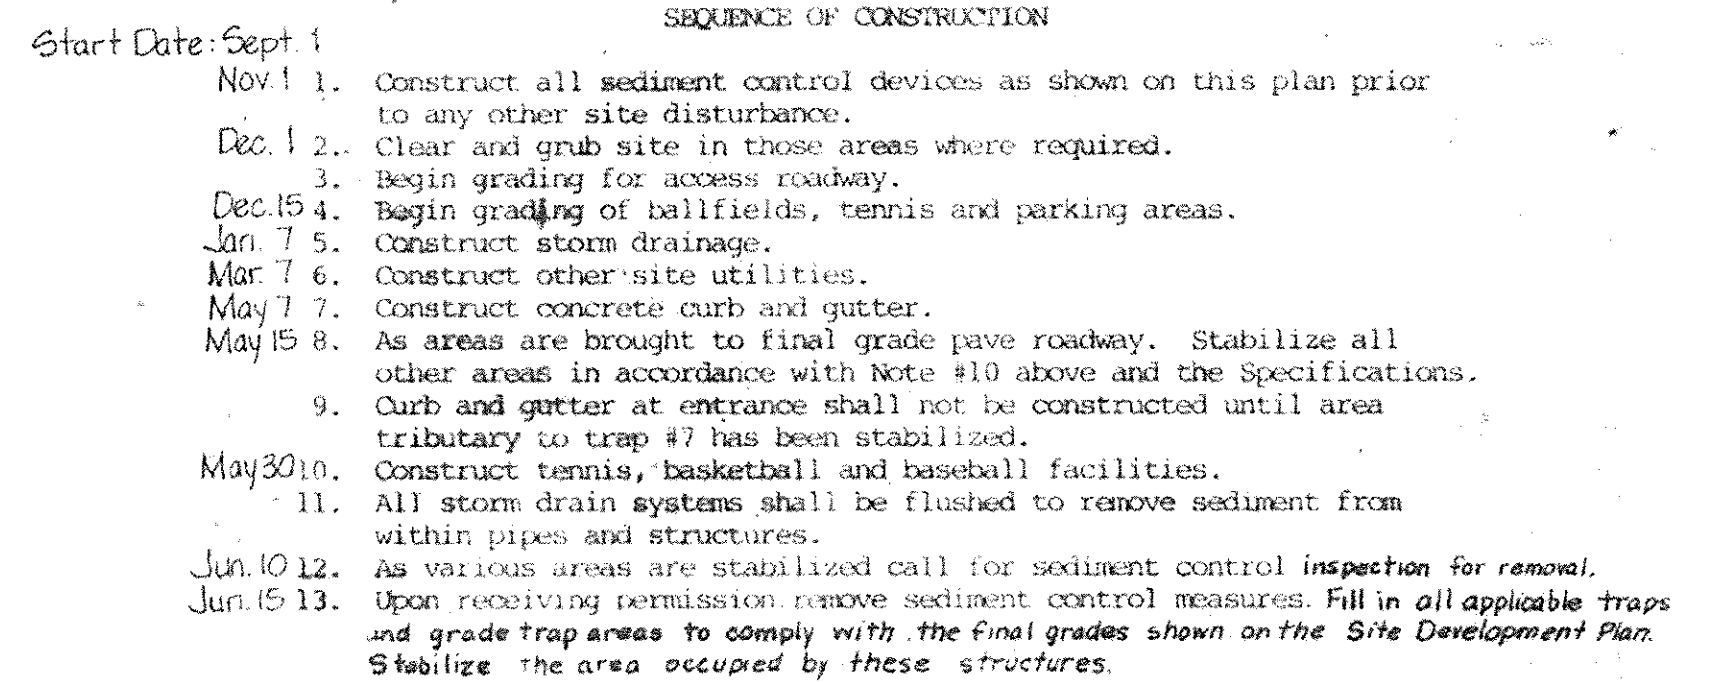 SEQUENCE OF CONSTRUCTION
Start Date: Sept. 1
Nov. 1 1. Construct all sediment control devices as shown on this plan prior
to any other site disturbance.
Dec. 1 2. Clear and grub site in those areas where required.
3. Begin grading for access roadway.
Dec. 15 4. Begin grading of ballfields, tennis and parking areas.
Jan. 7 5. Construct storm drainage.
Mar. 7 6. Construct other site utilities.
May 7 7. Construct concrete curb and gutter.
May 15 8. As areas are brought to final grade pave roadway. Stabilize all
other areas in accordance with Note #10 above and the Specifications.
9. Curb and gutter at entrance shall not be constructed until area
tributary to trap #7 has been stabilized.
May 30 10. Construct tennis, basketball and baseball facilities.
11. All storm drain systems shall be flushed to remove sediment from
within pipes and structures.
Jun. 10 12. As various areas are stabilized call for sediment control inspection for removal.
Jun. 15 13. Upon receiving permission remove sediment control measures. Fill in all applicable traps
and grade trap areas to comply with the final grades shown on the Site Development Plan.
Stabilize the area occupied by these structures.